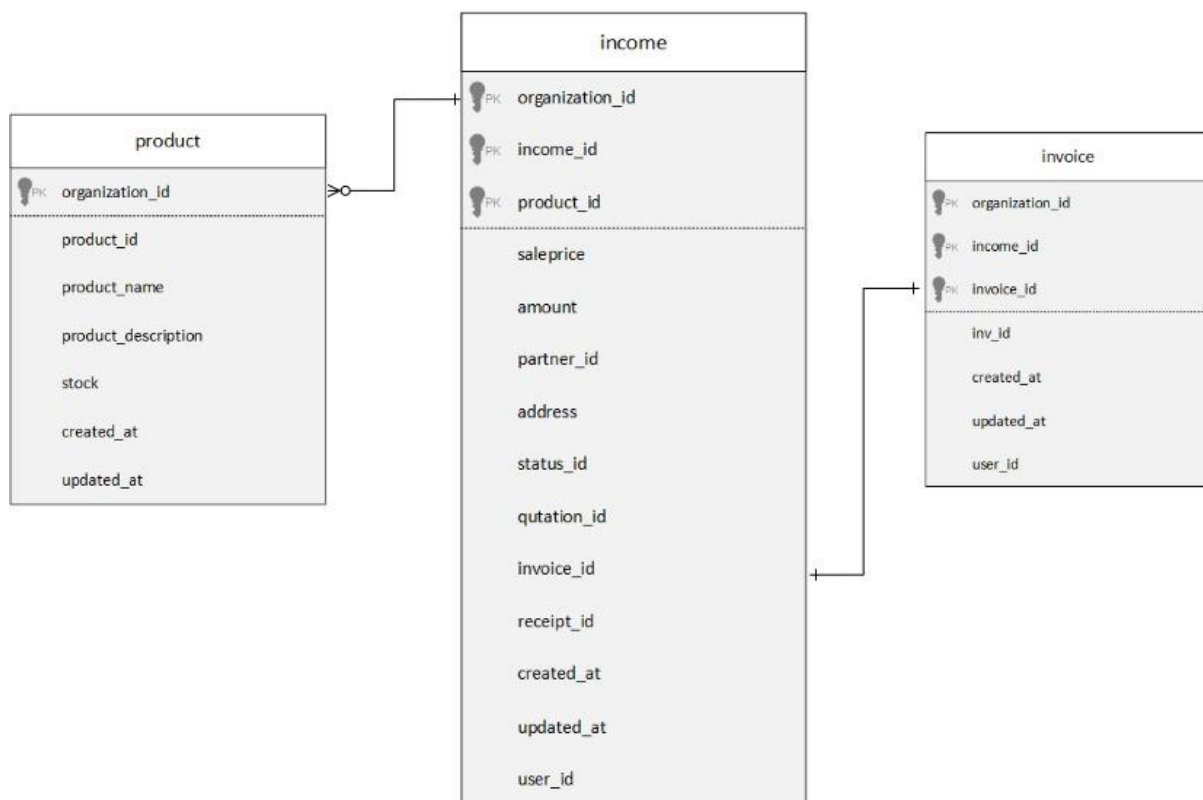 product
PK organization_id
product_id
product_name
product_description
stock
created_at
updated_at
income
PK organization_id
PK income_id
PK product_id
saleprice
amount
partner_id
address
status_id
qutation_id
invoice_id
receipt_id
created_at
updated_at
user_id
invoice
PK organization_id
PK income_id
PK invoice_id
inv_id
created_at
updated_at
user_id